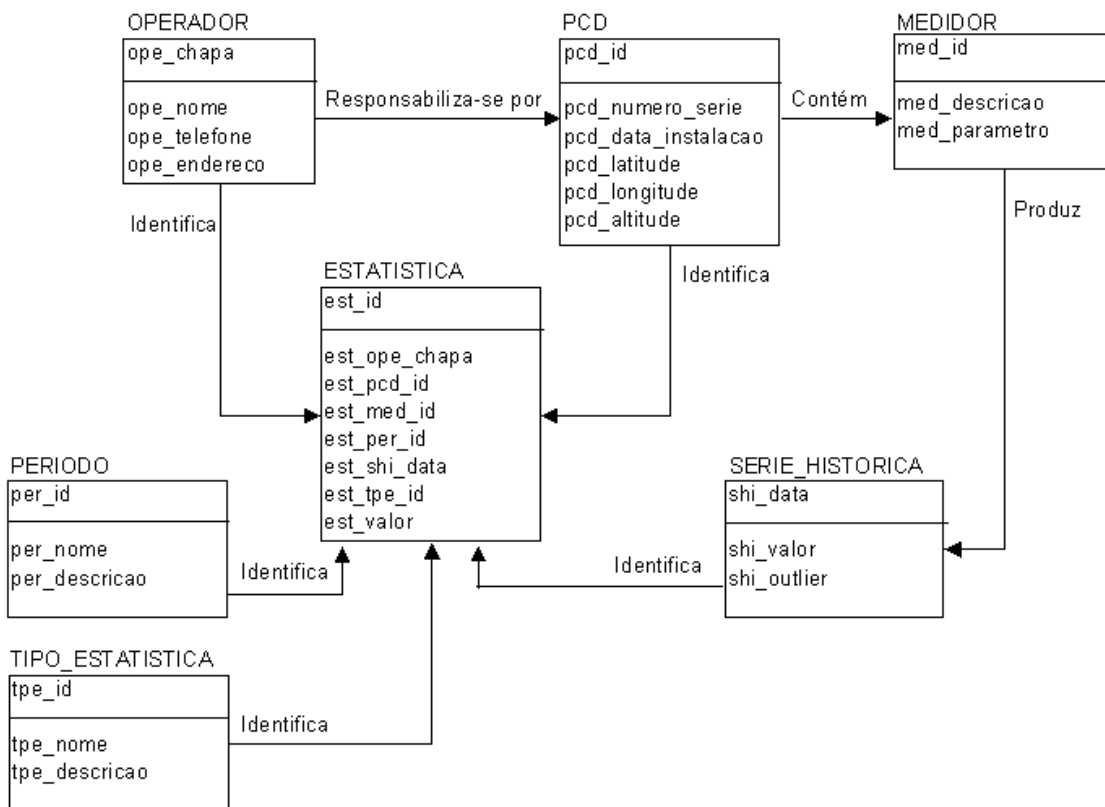 OPERADOR
ope_chapa
ope_nome
ope_telefone
ope_endereco
Responsabiliza-se por
PCD
pcd_id
pcd_numero_serie
pcd_data_instalacao
pcd_latitude
pcd_longitude
pcd_altitude
Contém
MEDIDOR
med_id
med_descricao
med_parametro
Identifica
Identifica
Produz
ESTATISTICA
est_id
est_ope_chapa
est_pcd_id
est_med_id
est_per_id
est_shi_data
est_tpe_id
est_valor
PERIODO
per_id
per_nome
per_descricao
Identifica
SERIE_HISTORICA
shi_data
shi_valor
shi_outlier
Identifica
TIPO_ESTATISTICA
tpe_id
tpe_nome
tpe_descricao
Identifica